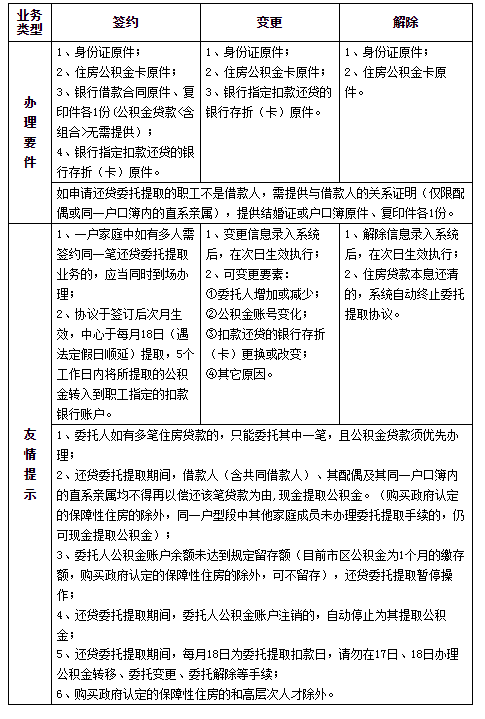 业务
类型
签约
变更
解除
办
理
要
件
1、身份证原件；
2、住房公积金卡原件；
3、银行借款合同原件、复
印件各1份(公积金贷款<含
组合>无需提供）；
4、银行指定扣款还贷的银
行存折（卡）原件。
1、身份证原件；
2、住房公积金卡原件；
3、银行指定扣款还贷的
银行存折（卡）原件。
1、身份证原件；
2、住房公积金卡原
件。
如申请还贷委托提取的职工不是借款人，需提供与借款人的关系证明（仅限配
偶或同一户口簿内的直系亲属），提供结婚证或户口簿原件、复印件各1份。
友
情
提
示
1、一户家庭中如有多人需
签约同一笔还贷委托提取
业务的，应当同时到场办
理；
2、协议于签订后次月生
效，中心于每月18日（遇
法定假日顺延）提取，5个
工作日内将所提取的公积
金转入到职工指定的扣款
银行账户。
1、变更信息录入系统
后，在次日生效执行；
2、可变更要素：
①委托人增加或减少；
②公积金账号变化；
③扣款还贷的银行存折
（卡）更换或改变；
④其它原因。
1、解除信息录入系统
后，在次日生效执行；
2、住房贷款本息还清
的，系统自动终止委托
提取协议。
1、委托人如有多笔住房贷款的，只能委托其中一笔，且公积金贷款须优先办
理；
2、还贷委托提取期间，借款人（含共同借款人）、其配偶及其同一户口簿内
的直系亲属均不得再以偿还该笔贷款为由,现金提取公积金。（购买政府认定
的保障性住房的除外，同一户型段中其他家庭成员未办理委托提取手续的，仍
可现金提取公积金）；
3、委托人公积金账户余额未达到规定留存额（目前市区公积金为1个月的缴存
额，购买政府认定的保障性住房的除外，可不留存），还贷委托提取暂停操
作；
4、还贷委托提取期间，委托人公积金账户注销的，自动停止为其提取公积
金；
5、还贷委托提取期间，每月18日为委托提取扣款日，请勿在17日、18日办理
公积金转移、委托变更、委托解除等手续；
6、购买政府认定的保障性住房的和高层次人才除外。